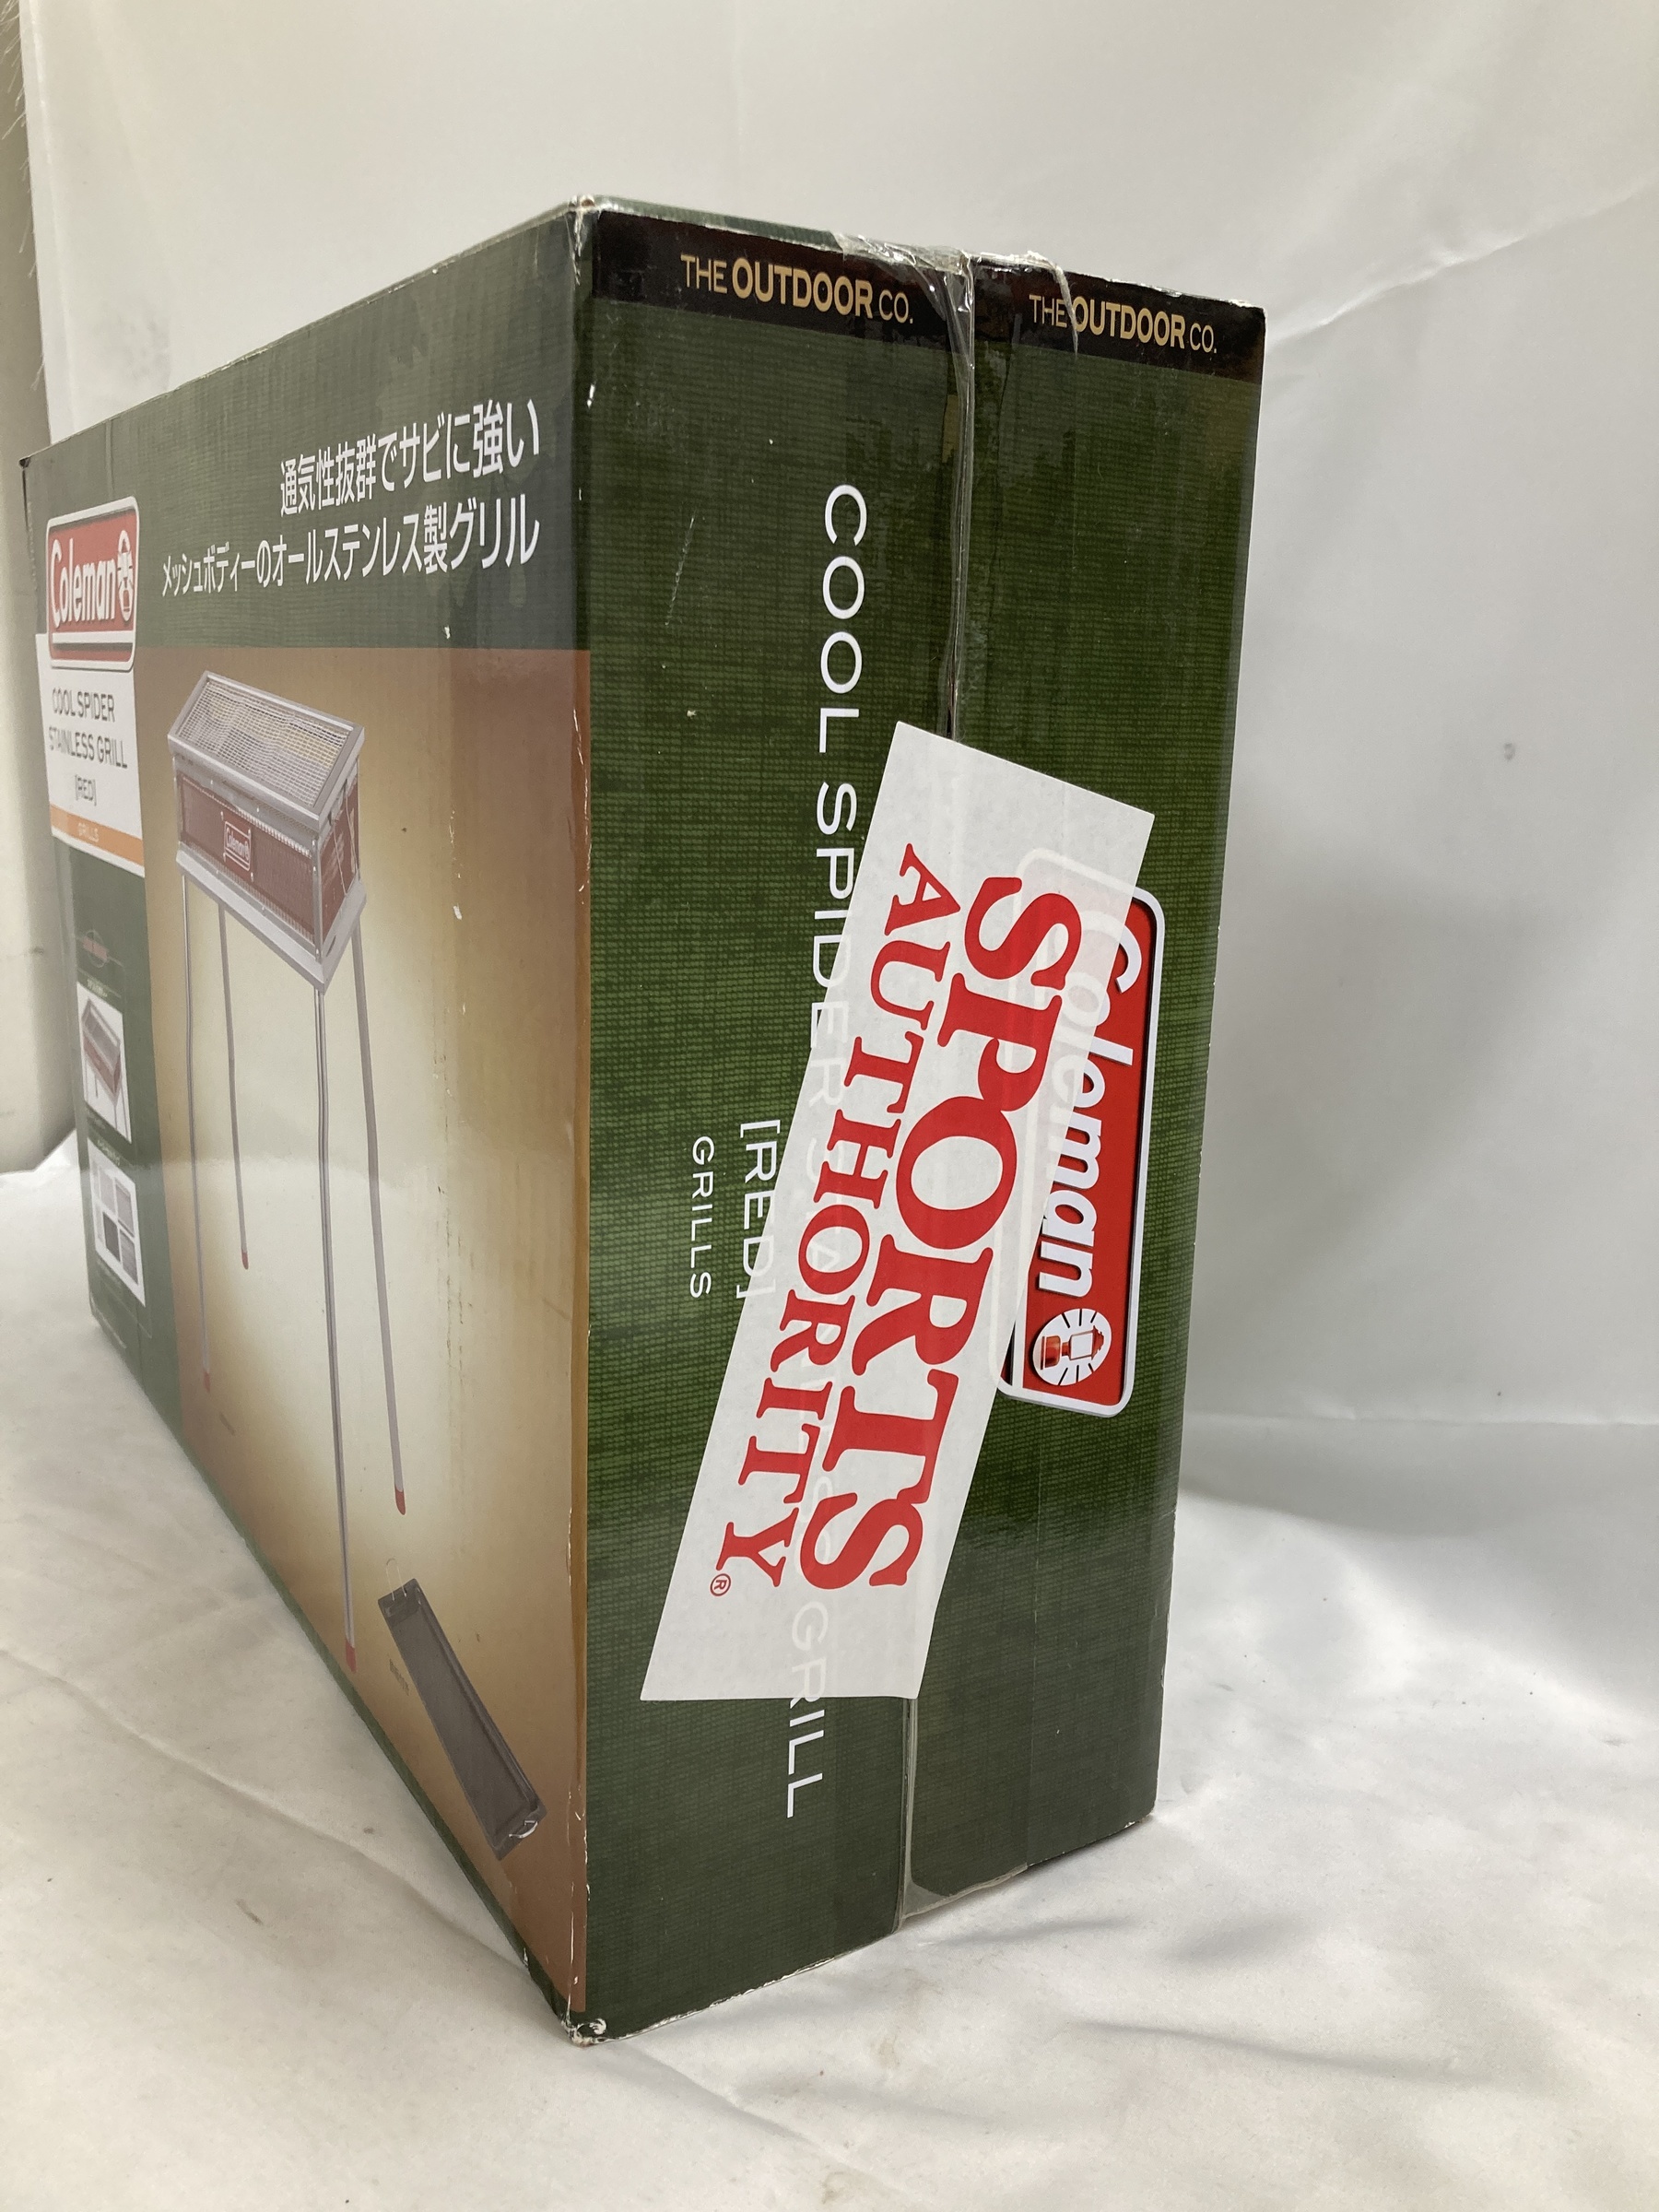 通気性抜群でサビに強い
メッシュボディーのオールステンレス製グリル
Coleman
COOL SPIDER
STAINLESS GRILL
[RED]
GRILLS
Coleman
THE OUTDOOR CO.
THE OUTDOOR CO.
Coleman
COOL SPIDER S GRILL
[RED]
GRILLS
SPORTS
AUTHORITY®